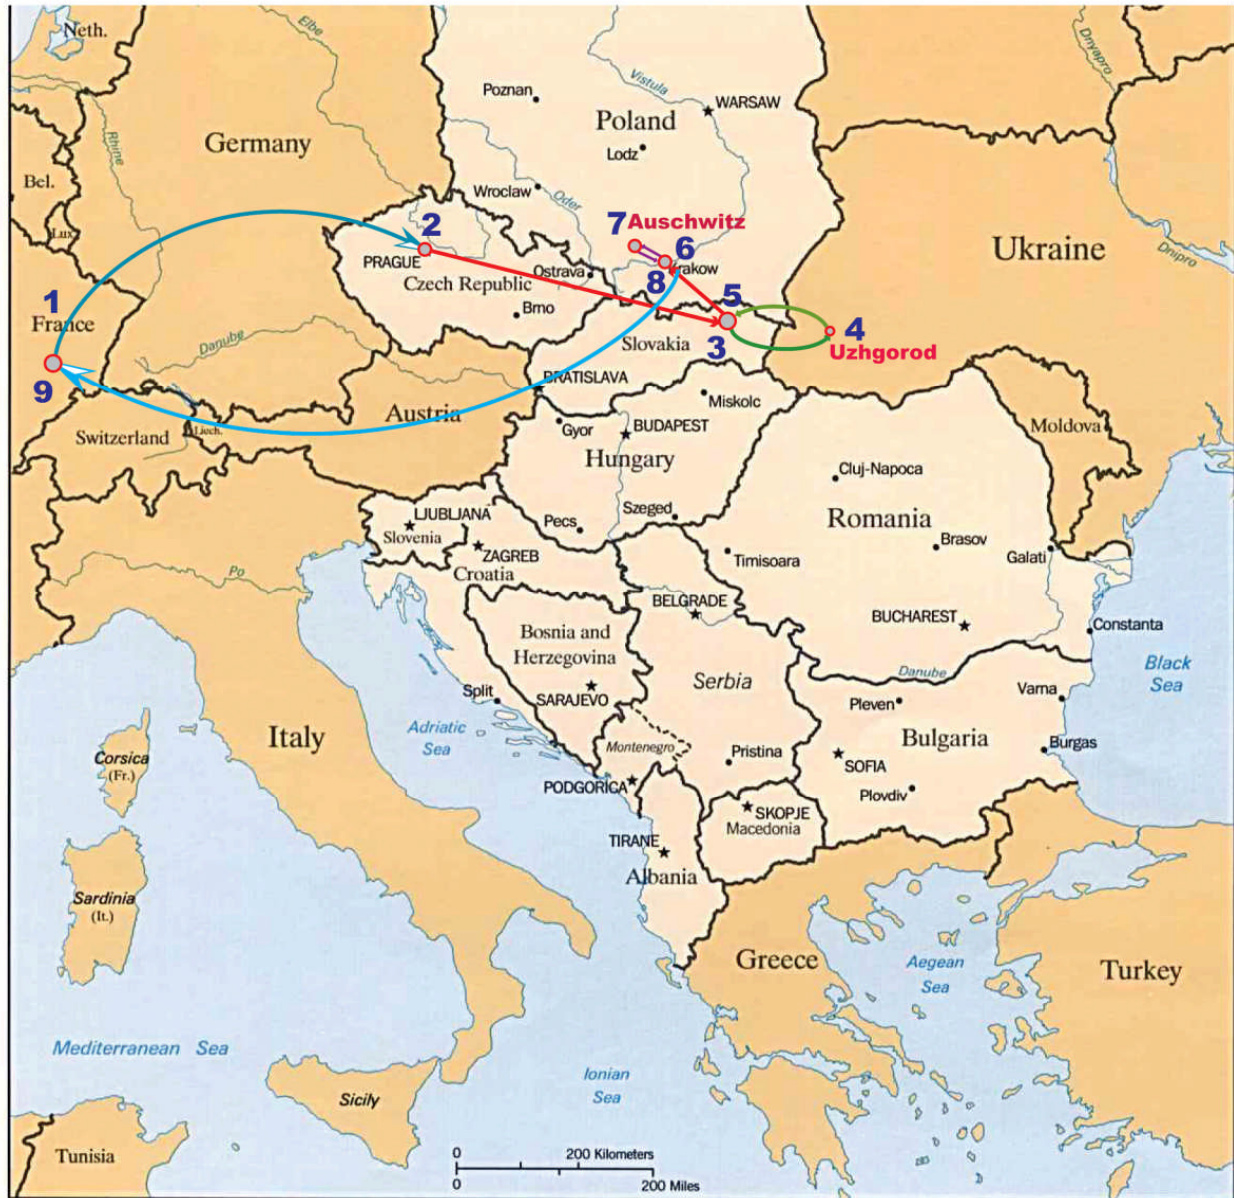 Neth.
Elbe
Dnyapro
Vistula
Poznan
WARSAW
Poland
Germany
Rhine
Lodz
Bel.
Wroclaw
Oder
Lux.
2
7
Auschwitz
6
Ukraine
Dnipro
PRAGUE
Ostrava
Krakow
Czech Republic
8
1
5
France
Brno
4
Danube
Slovakia
3
Uzhgorod
9
BRATISLAVA
Miskolc
Austria
Moldova
Switzerland
Liech.
Gyor
BUDAPEST
Hungary
Cluj-Napoca
LJUBLJANA
Szeged
Romania
Slovenia
Pecs
Brasov
ZAGREB
Timisoara
Galati
Po
Croatia
BELGRADE
BUCHAREST
Constanta
Bosnia and
Herzegovina
Black
Sea
Danube
Serbia
Split
SARAJEVO
Pleven
Varna
Adriatic
Sea
Italy
Montenegro
Pristina
Bulgaria
Burgas
Corsica
(Fr.)
SOFIA
PODGORICA
Plovdiv
SKOPJE
Macedonia
TIRANE
Albania
Sardinia
(It.)
Greece
Aegean
Sea
Turkey
Mediterranean Sea
Ionian
Sea
Sicily
Tunisia
0 200 Kilometers
0 200 Miles